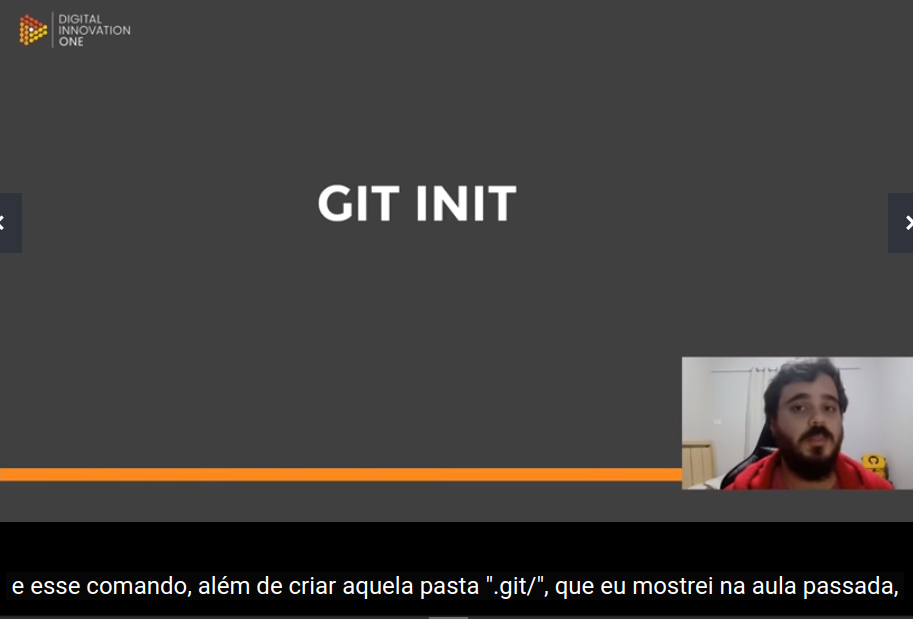 DIGITAL
INNOVATION
ONE
GIT INIT
e esse comando, além de criar aquela pasta ".git/", que eu mostrei na aula passada,